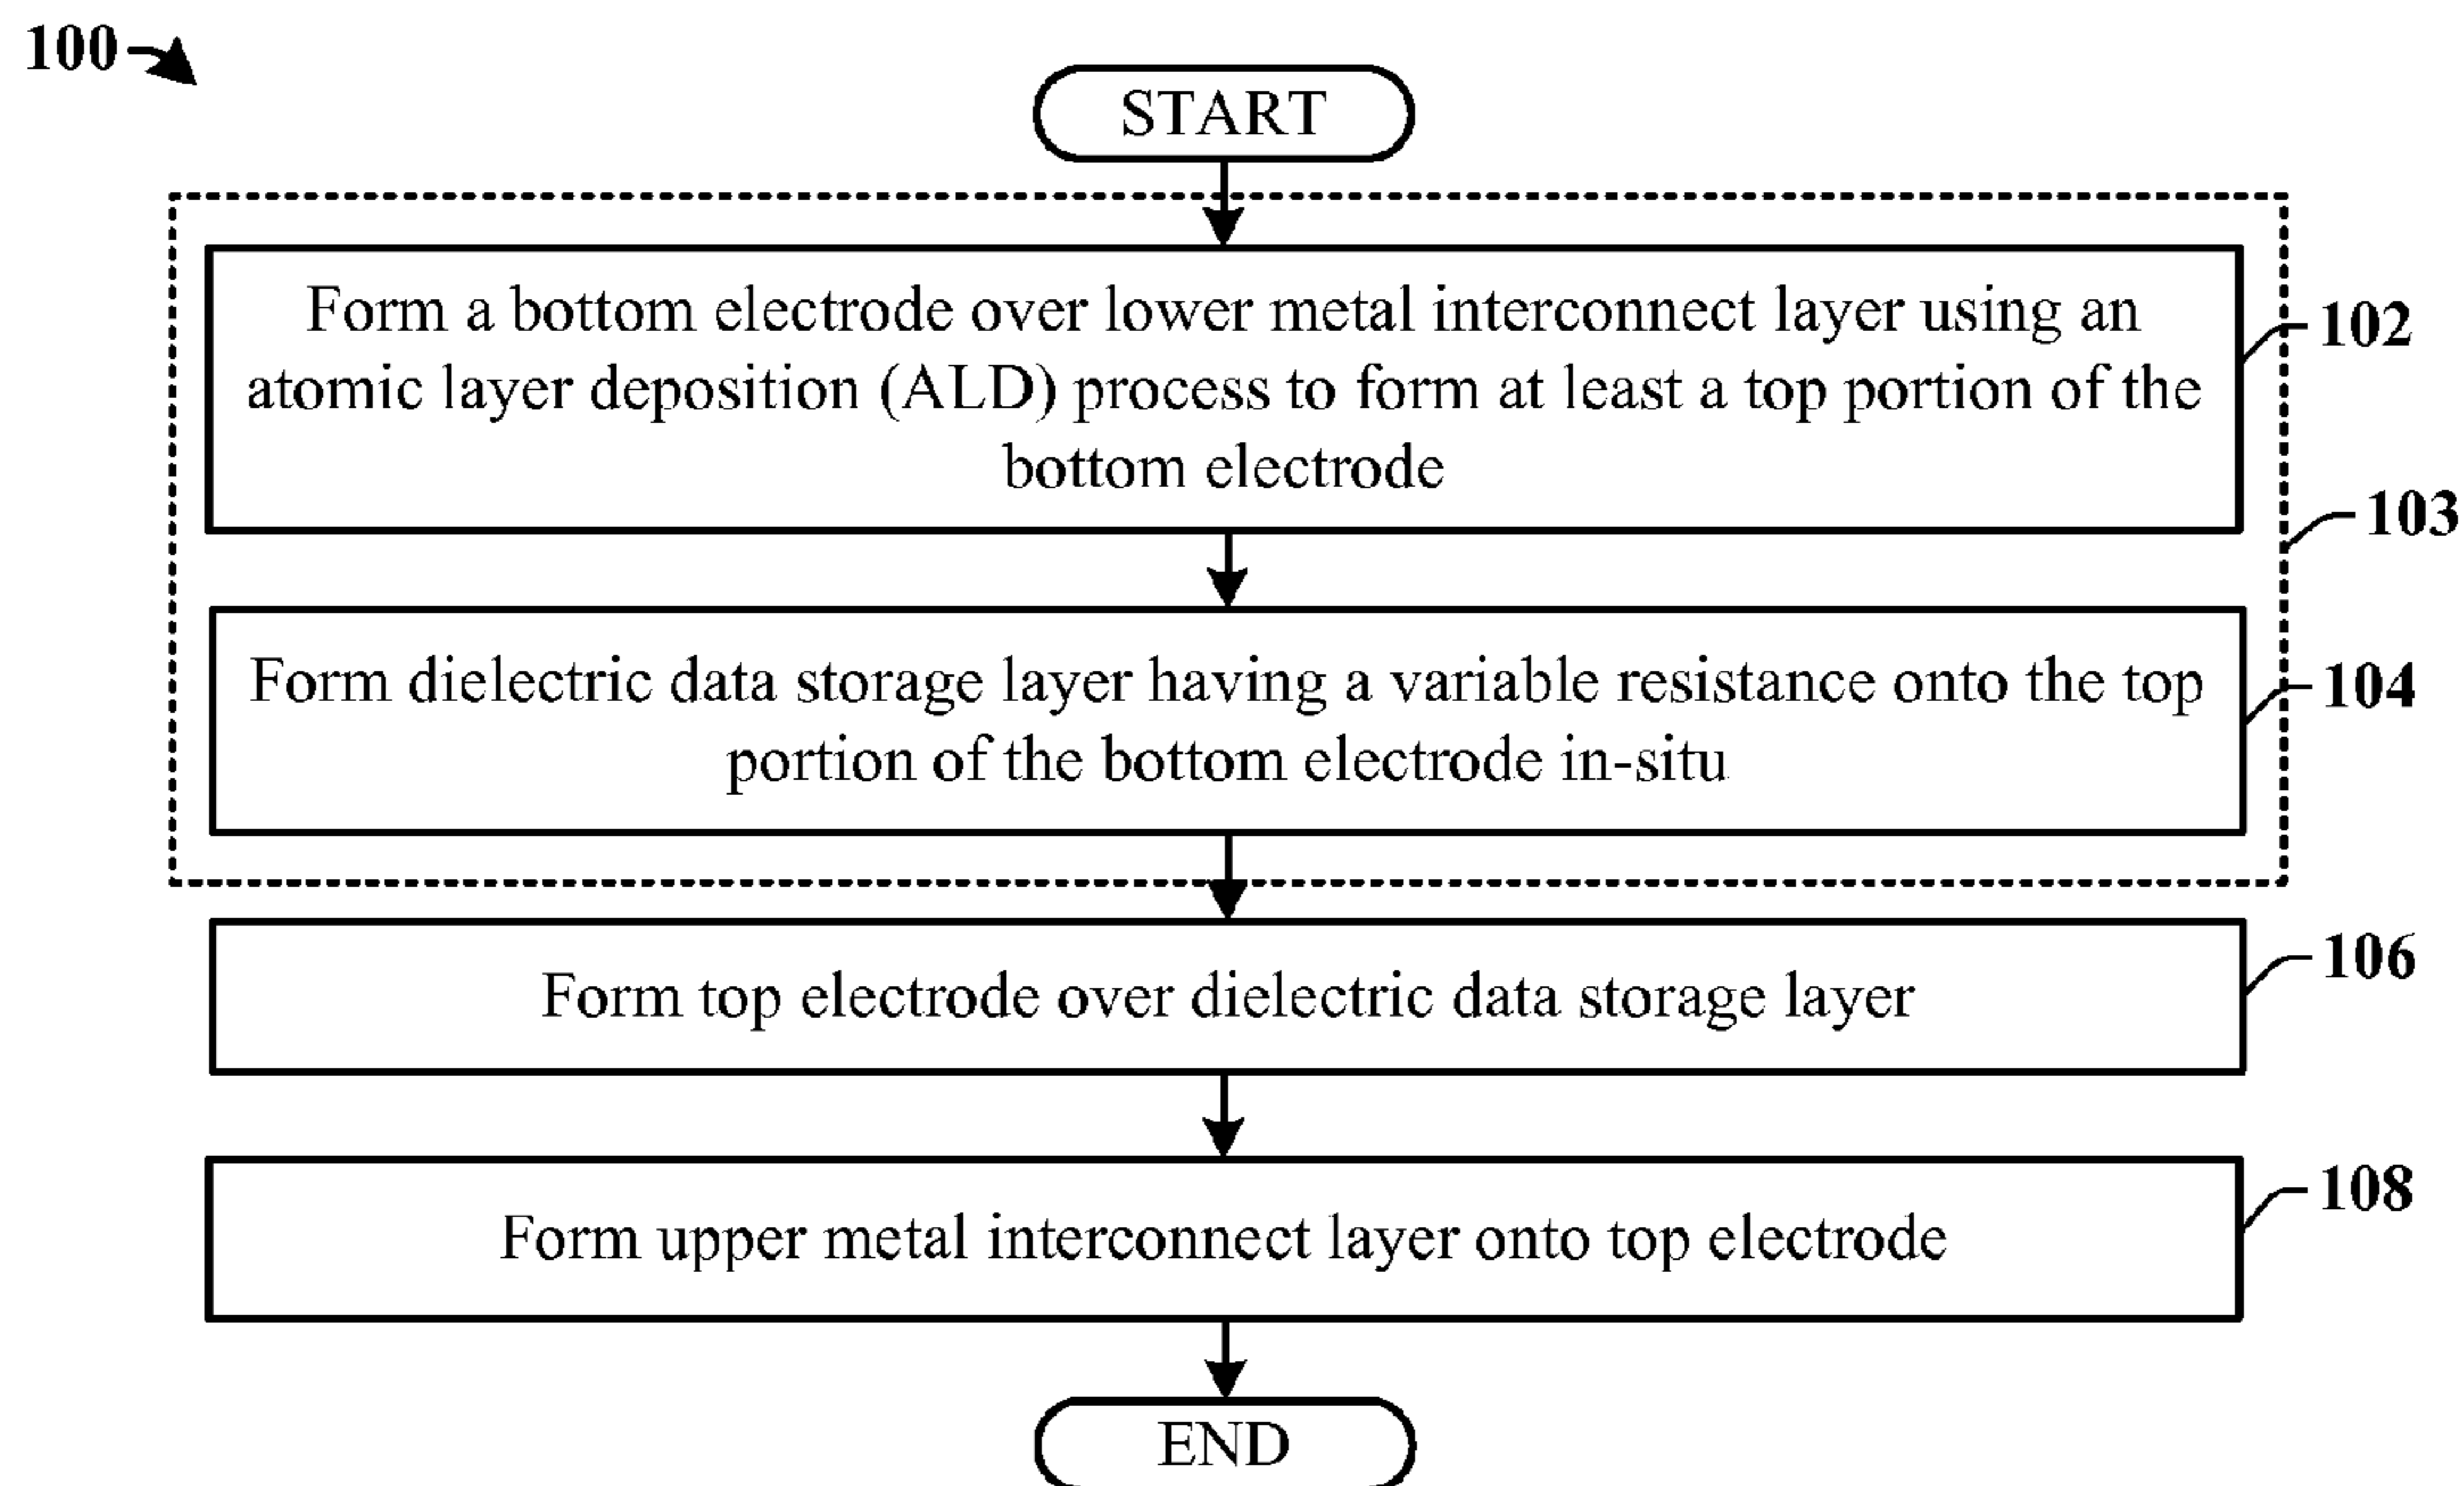 100
START
Form a bottom electrode over lower metal interconnect layer using an
atomic layer deposition (ALD) process to form at least a top portion of the
bottom electrode
102
103
Form dielectric data storage layer having a variable resistance onto the top
portion of the bottom electrode in-situ
104
Form top electrode over dielectric data storage layer
106
Form upper metal interconnect layer onto top electrode
108
END